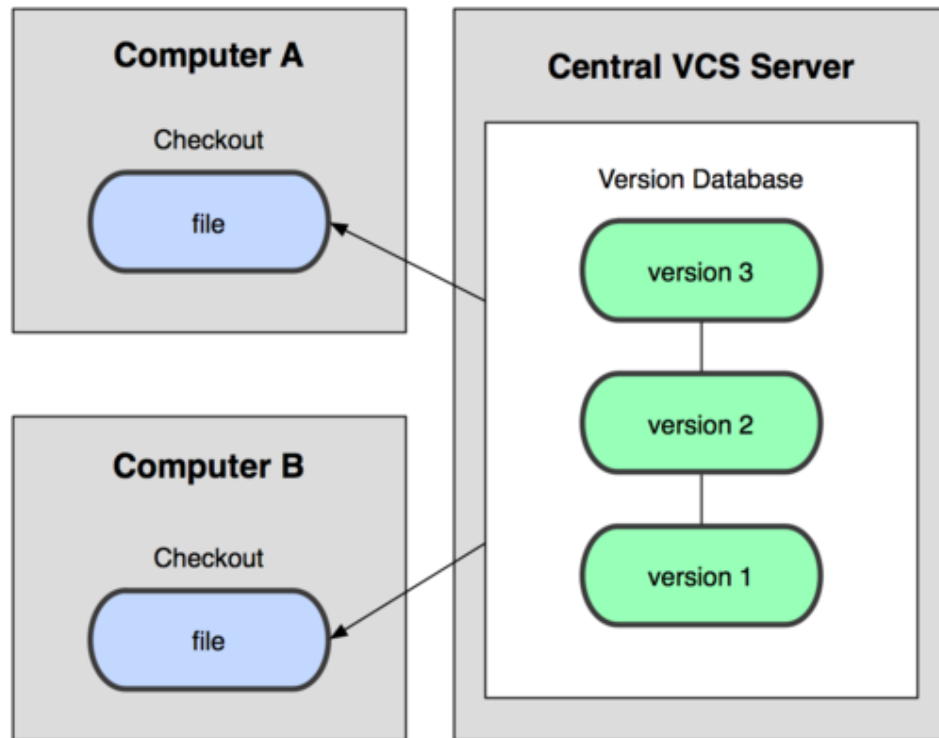 Computer A
Checkout
file
Computer B
Checkout
file
Central VCS Server
Version Database
version 3
version 2
version 1